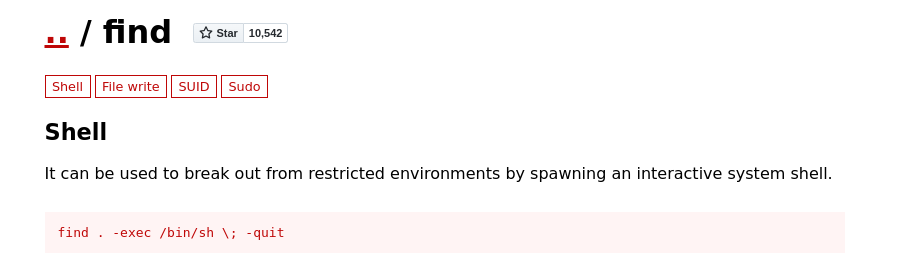 .. / find Star 10,542
Shell File write SUID Sudo
Shell
It can be used to break out from restricted environments by spawning an interactive system shell.
find . -exec /bin/sh \; -quit